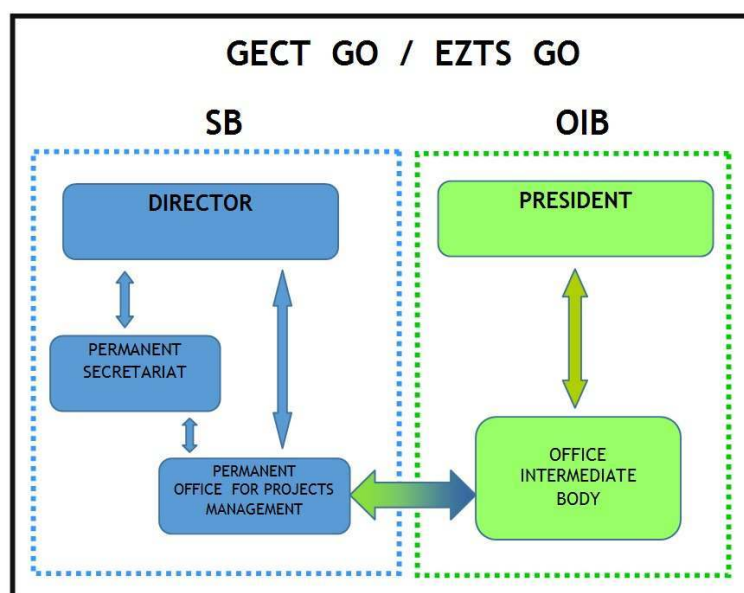 GECT GO / EZTS GO
SB
OIB
DIRECTOR
PRESIDENT
PERMANENT
SECRETARIAT
PERMANENT
OFFICE FOR PROJECTS
MANAGEMENT
OFFICE
INTERMEDIATE
BODY